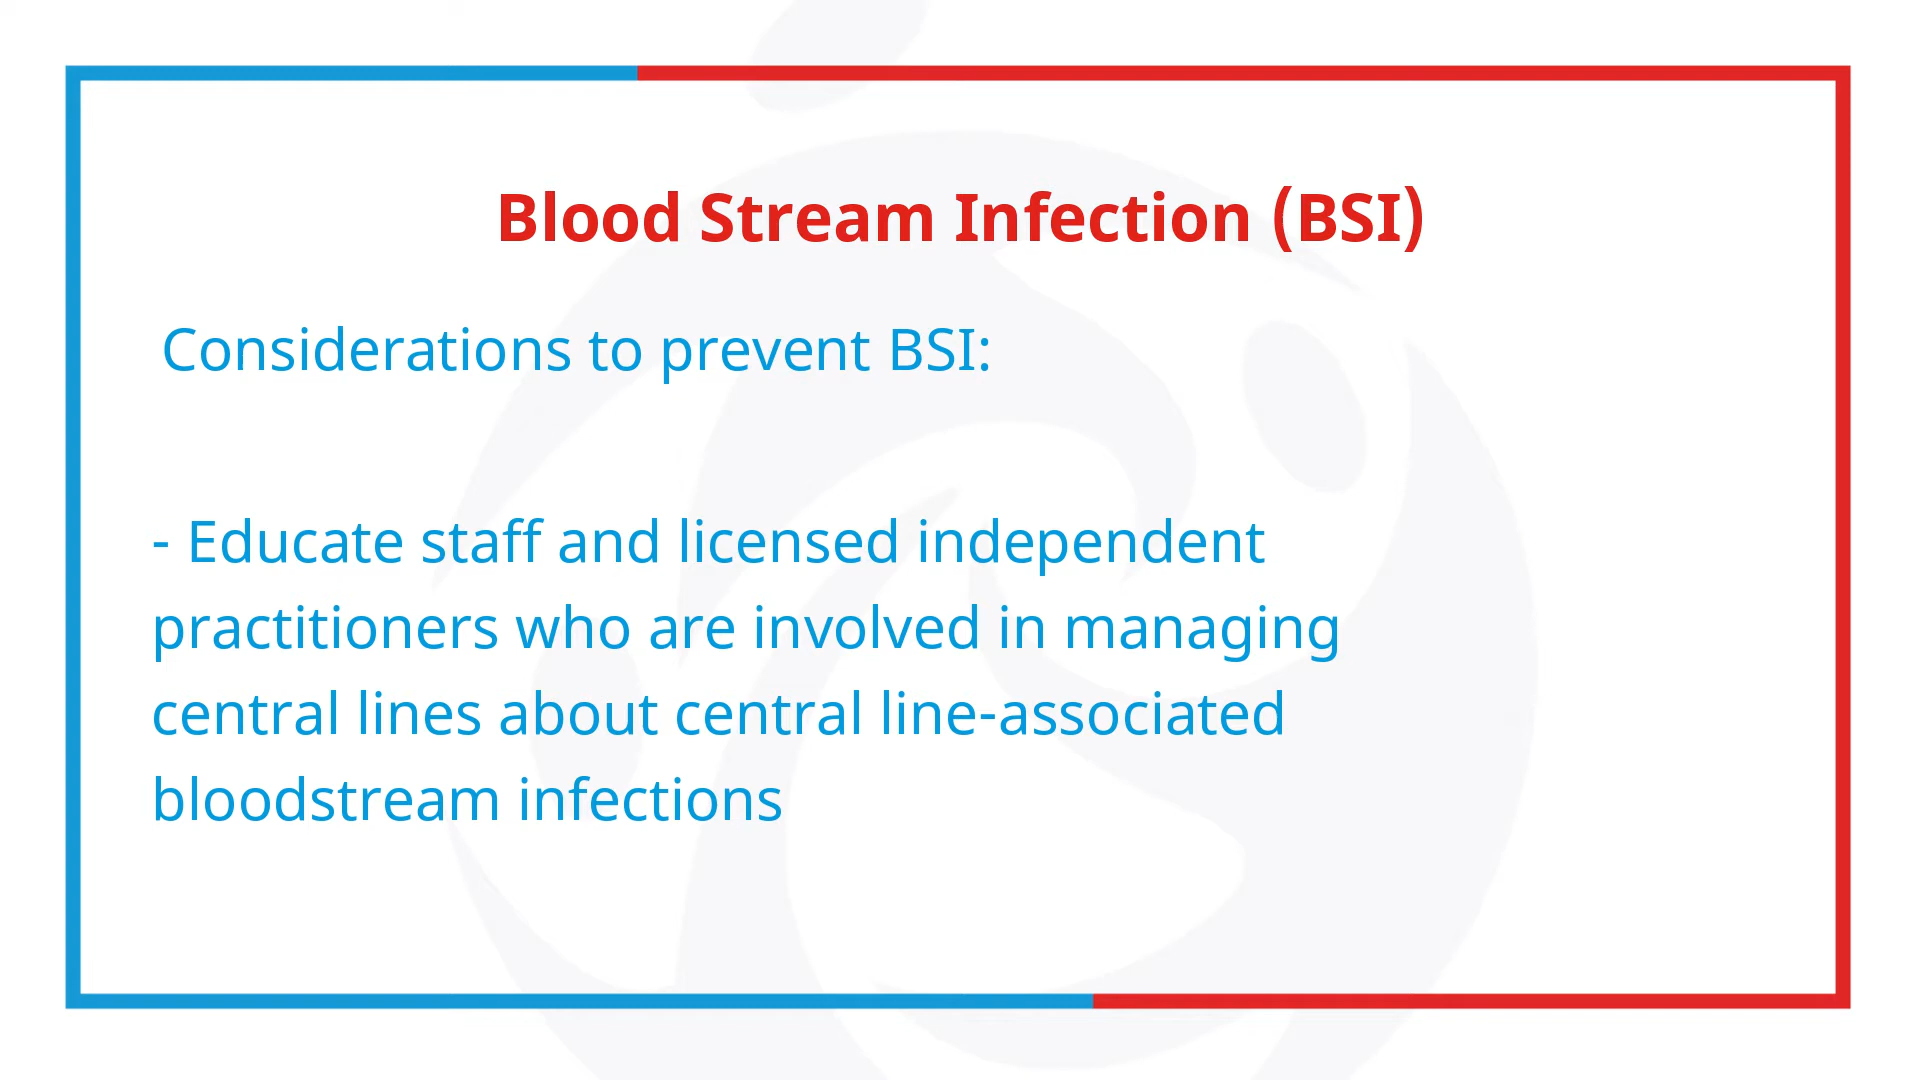 Blood Stream Infection (BSI)
Considerations to prevent BSI:
- Educate staff and licensed independent
practitioners who are involved in managing
central lines about central line-associated
bloodstream infections